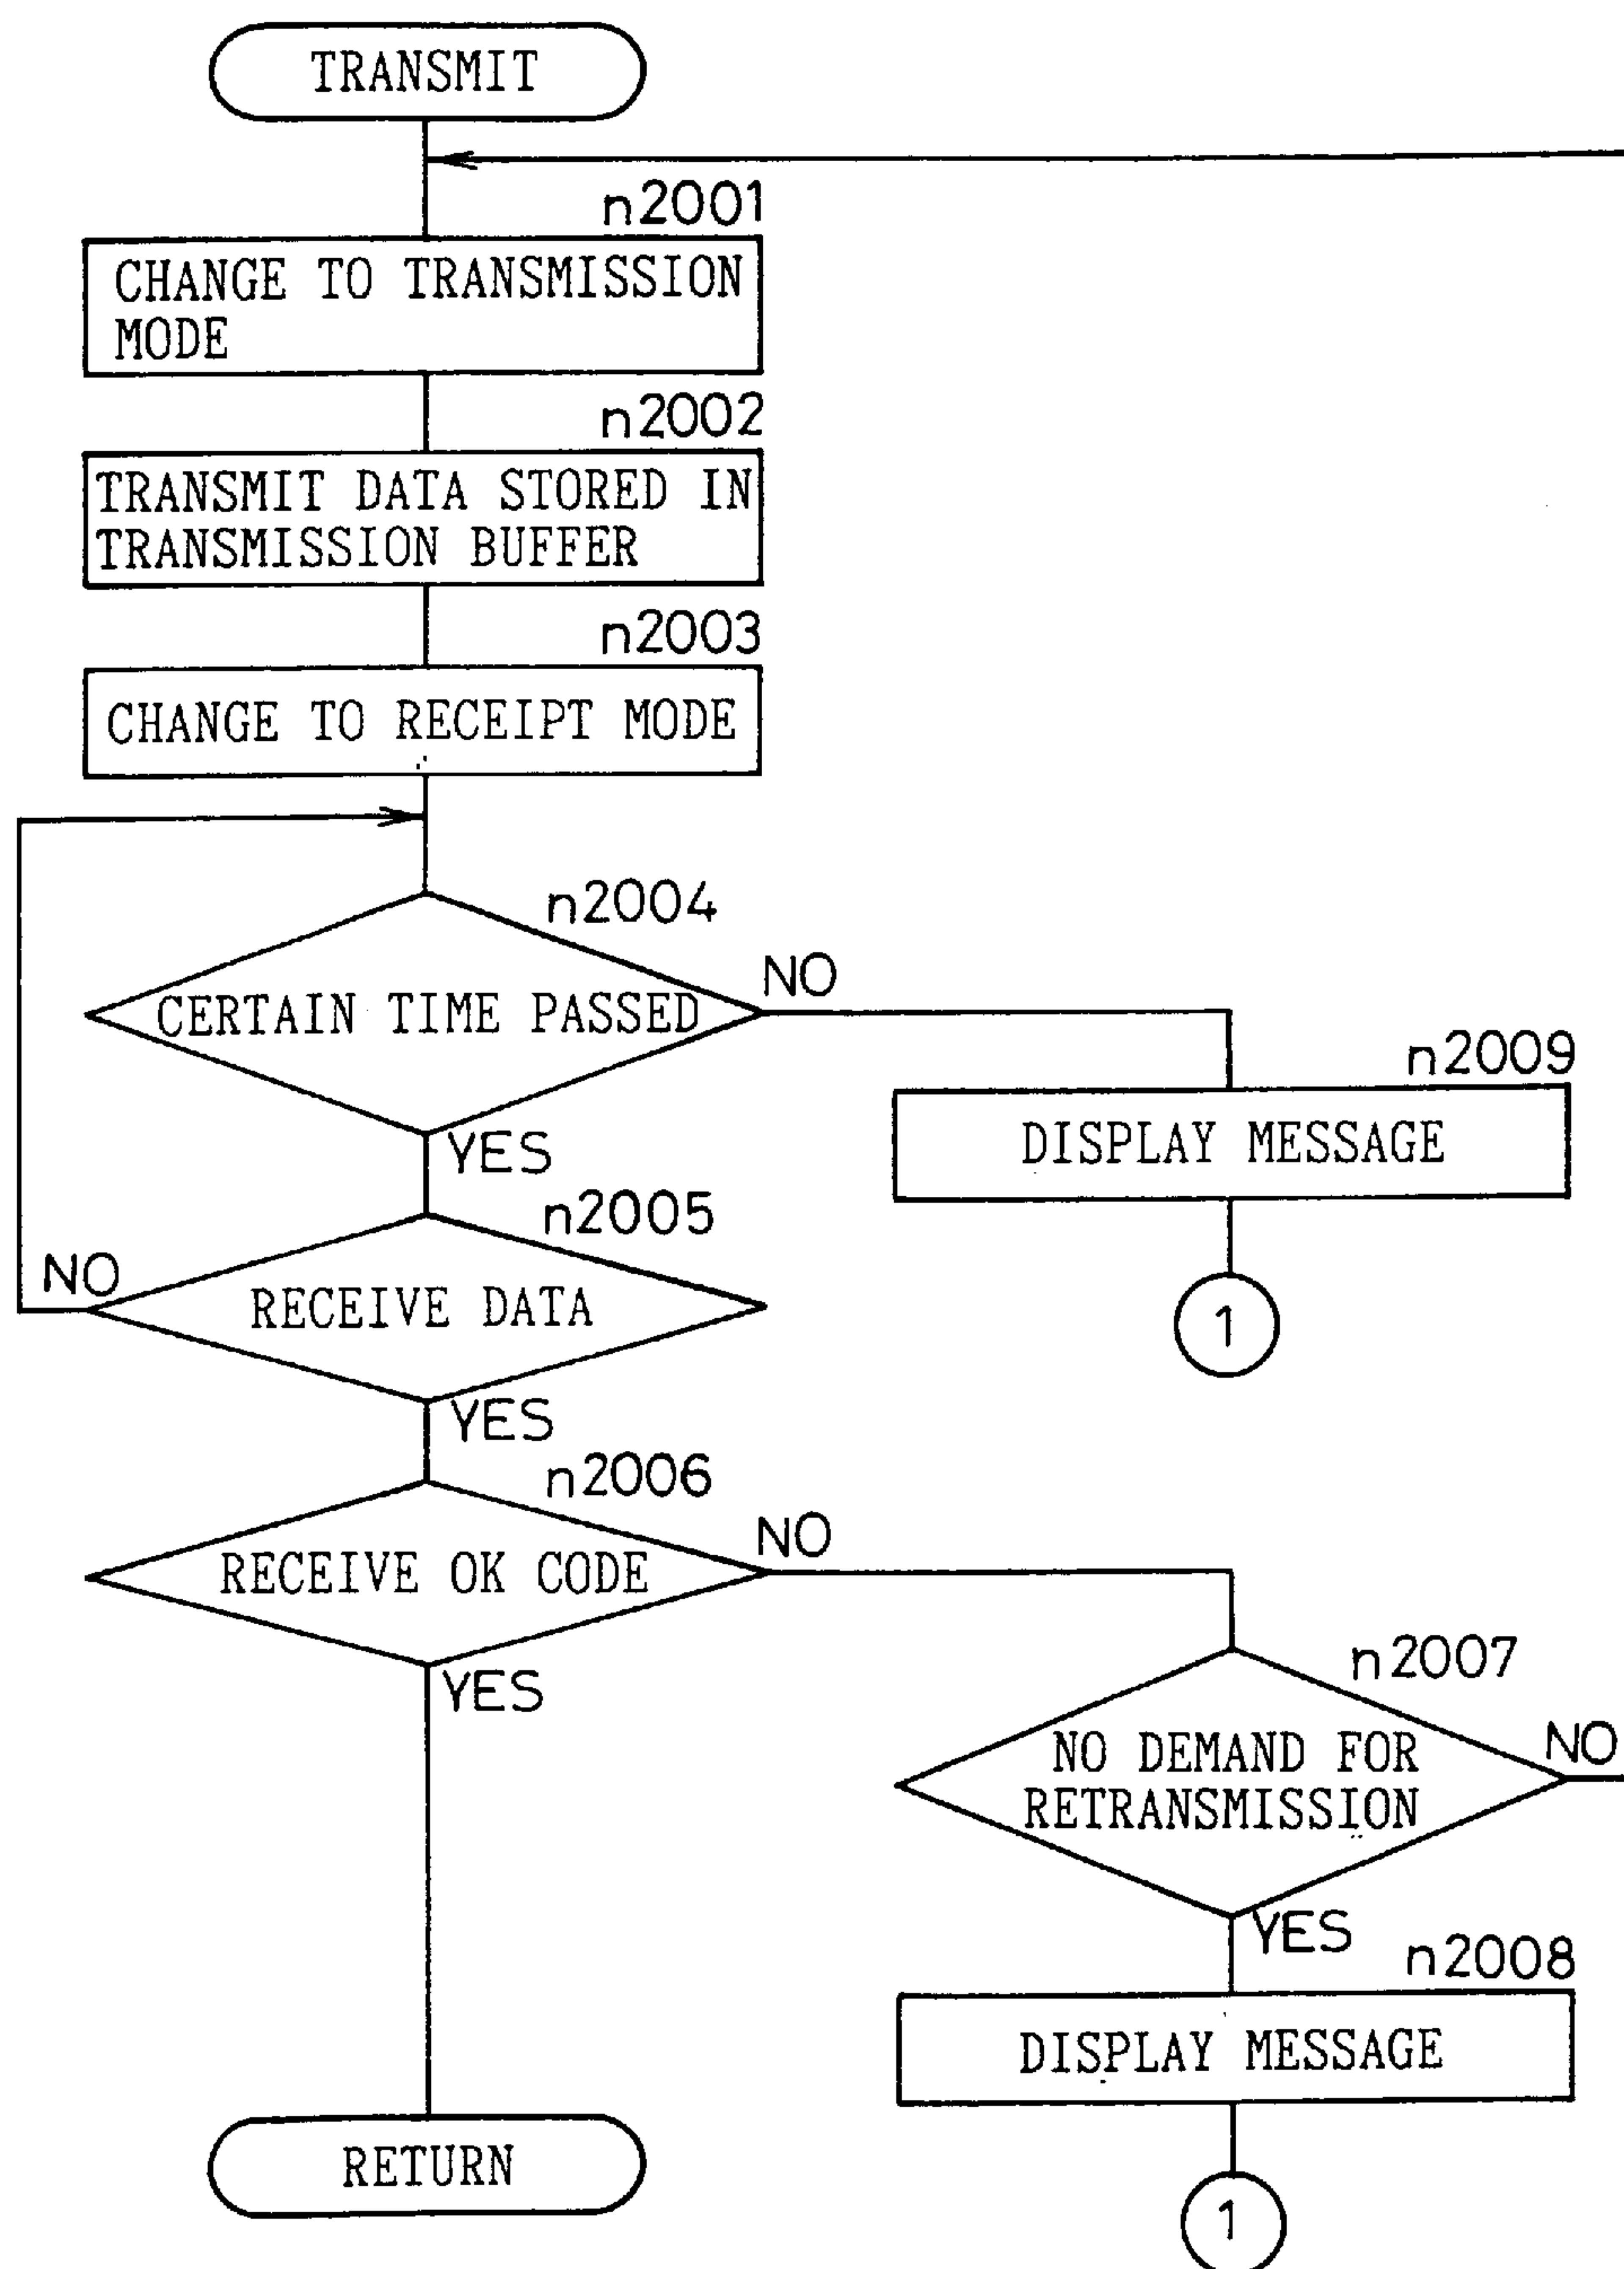 TRANSMIT
n2001
CHANGE TO TRANSMISSION
MODE
n2002
TRANSMIT DATA STORED IN
TRANSMISSION BUFFER
n2003
CHANGE TO RECEIPT MODE
n2004
CERTAIN TIME PASSED
NO
YES
n2009
DISPLAY MESSAGE
1
n2005
NO
RECEIVE DATA
YES
n2006
RECEIVE OK CODE
NO
YES
n2007
NO DEMAND FOR
RETRANSMISSION
NO
YES
n2008
DISPLAY MESSAGE
1
RETURN